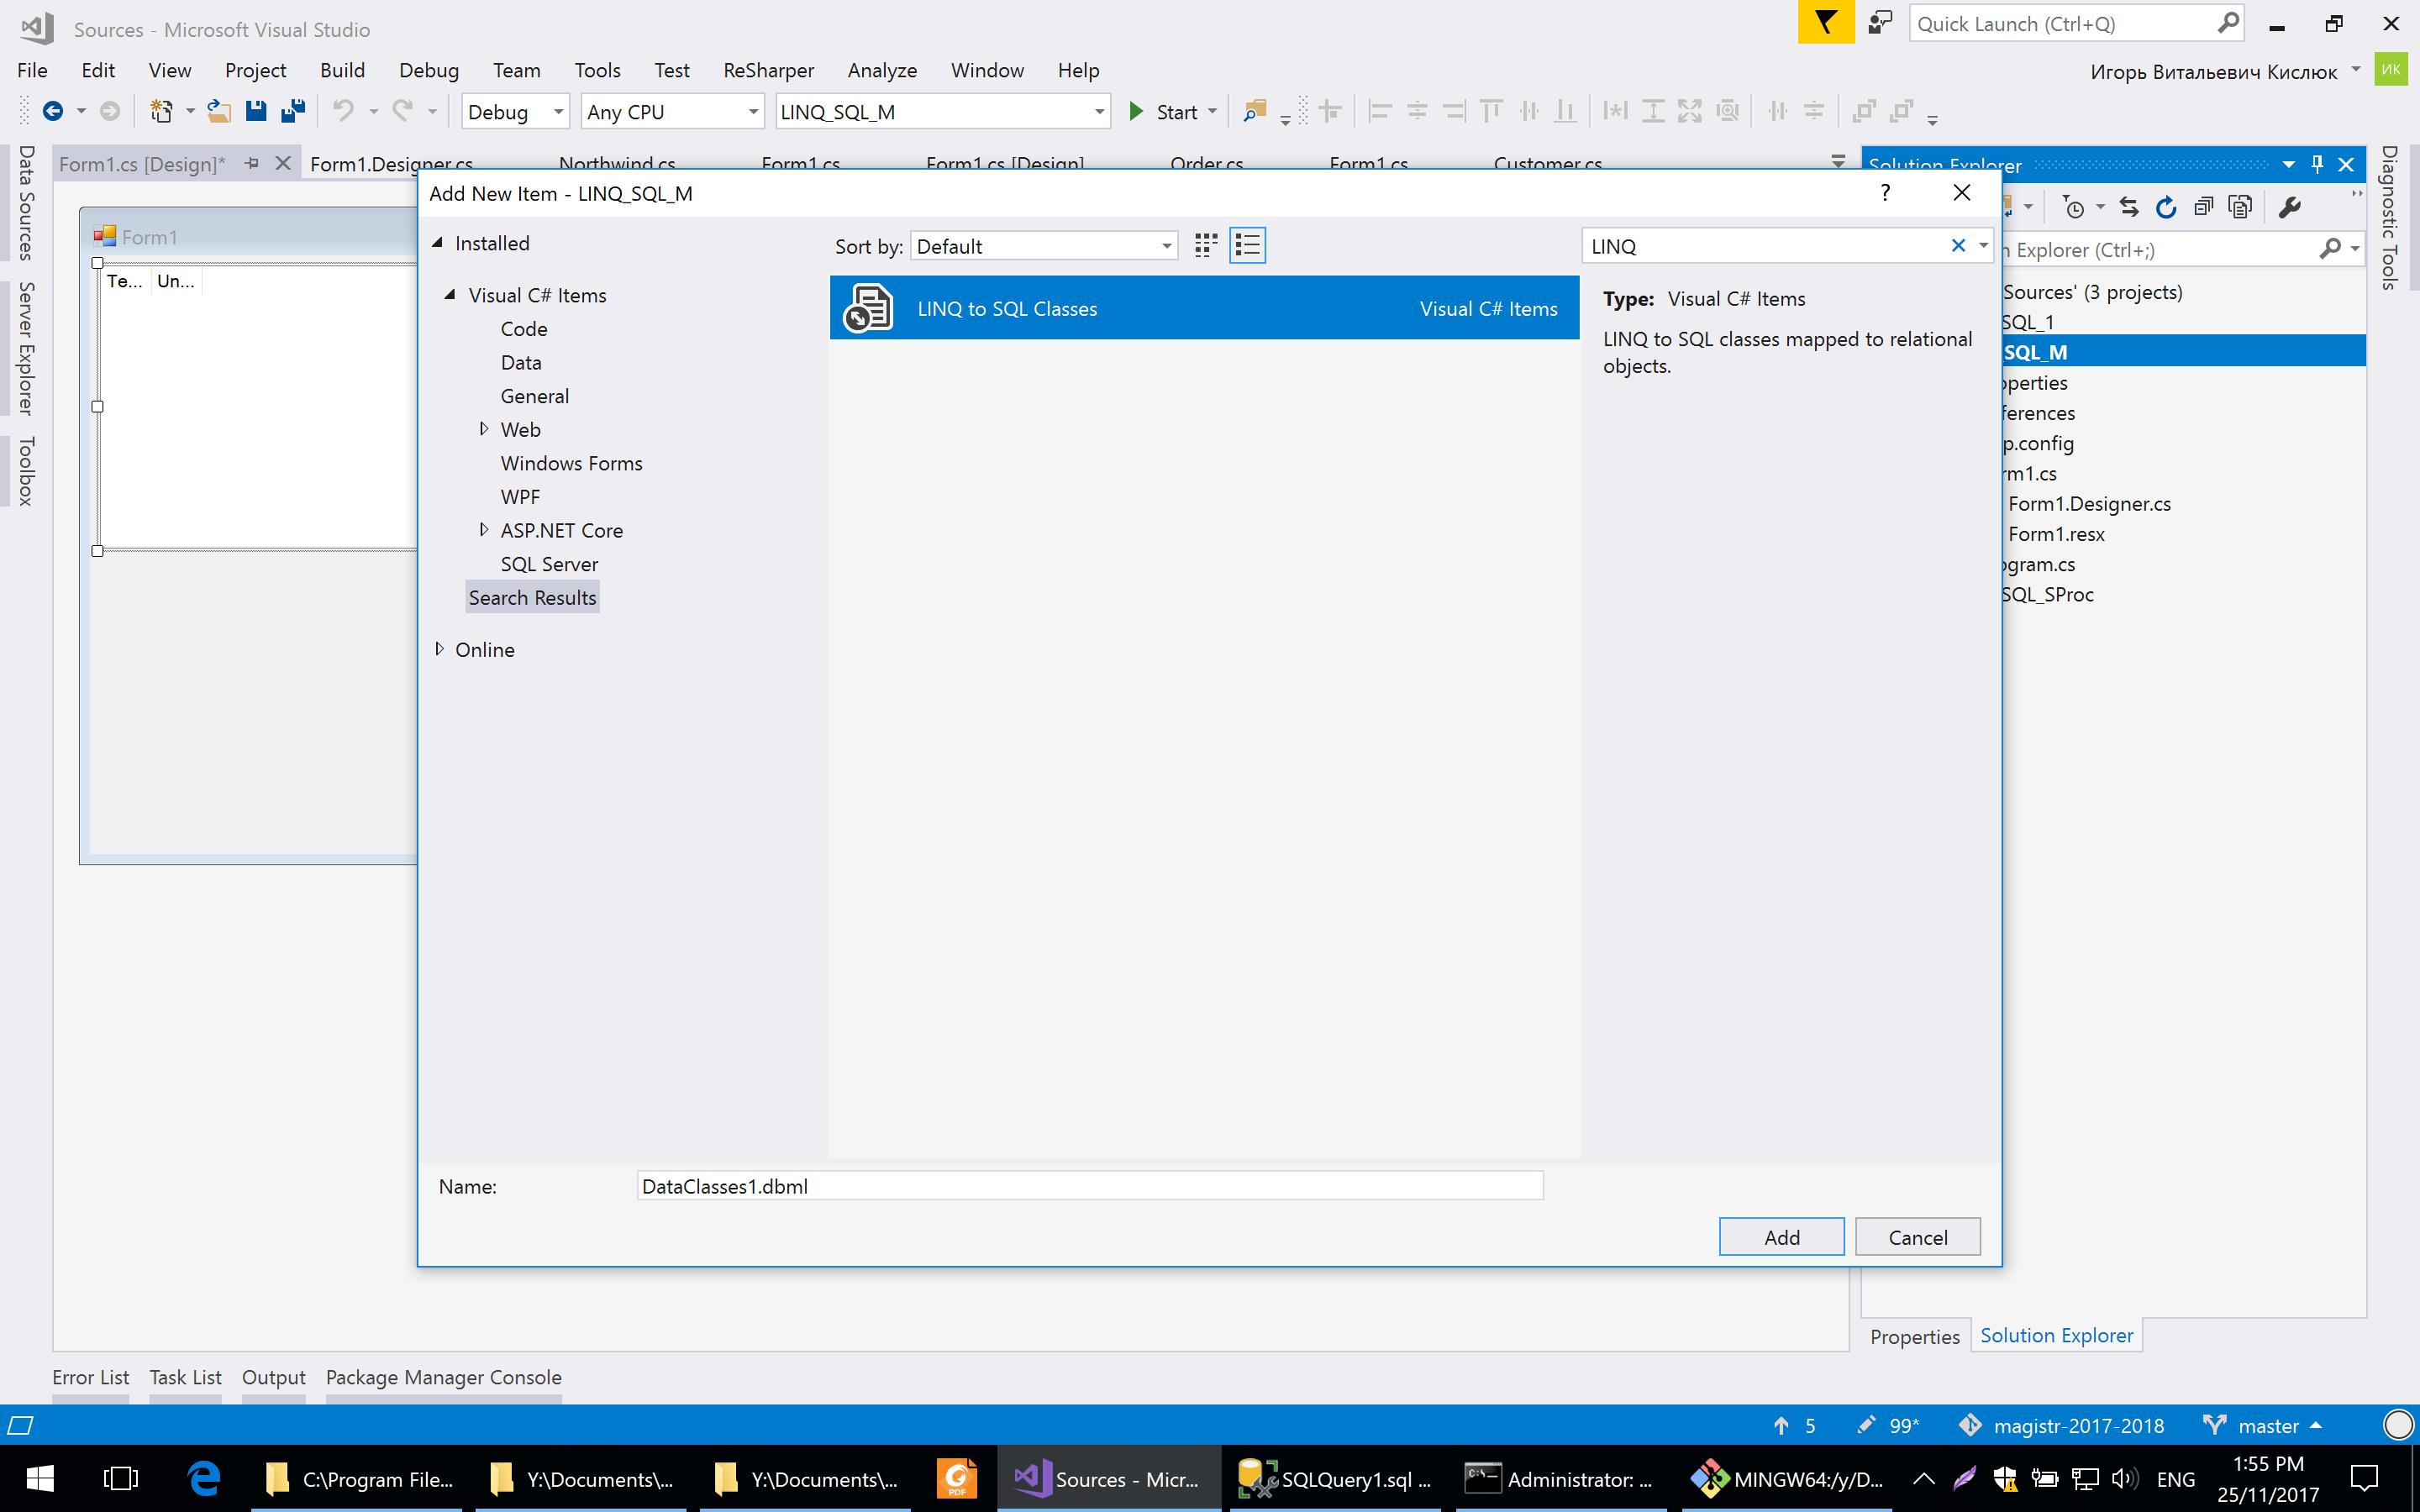 Sources - Microsoft Visual Studio
Quick Launch (Ctrl+Q)
File Edit View Project Build Debug Team Tools Test ReSharper Analyze Window Help
Игорь Витальевич Кислюк
ИК
Debug Any CPU LINQ_SQL_M Start
Form1.cs [Design]* Form1.Designer.cs Northwind.cs Form1.cs Form1.cs [Design] Order.cs Form1.cs Customer.cs
Solution Explorer
Data Sources
Server Explorer
Toolbox
Diagnostic Tools
Form1
Te... Un...
Add New Item - LINQ_SQL_M
?
Installed
Visual C# Items
Code
Data
General
Web
Windows Forms
WPF
ASP.NET Core
SQL Server
Search Results
Online
Sort by: Default
LINQ
LINQ to SQL Classes Visual C# Items
Type: Visual C# Items
LINQ to SQL classes mapped to relational
objects.
Name: DataClasses1.dbml
Add Cancel
n Explorer (Ctrl+;)
Sources' (3 projects)
SQL_1
SQL_M
operties
ferences
p.config
rm1.cs
Form1.Designer.cs
Form1.resx
ogram.cs
SQL_SProc
Properties Solution Explorer
Error List Task List Output Package Manager Console
5 99* magistr-2017-2018 master
C:\Program File... Y:\Documents\... Y:\Documents\... PDF Sources - Micr... SQLQuery1.sql ... Administrator: ... MINGW64:/y/D... ENG
1:55 PM
25/11/2017